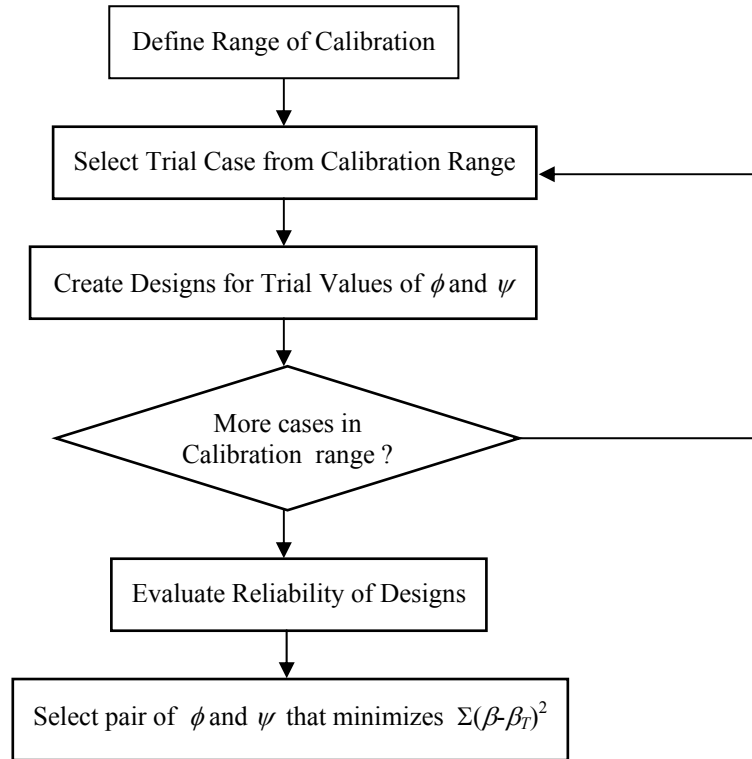 Define Range of Calibration
Select Trial Case from Calibration Range
Create Designs for Trial Values of ϕ and ψ
More cases in
Calibration range ?
Evaluate Reliability of Designs
Select pair of ϕ and ψ that minimizes Σ(β-β_T)²